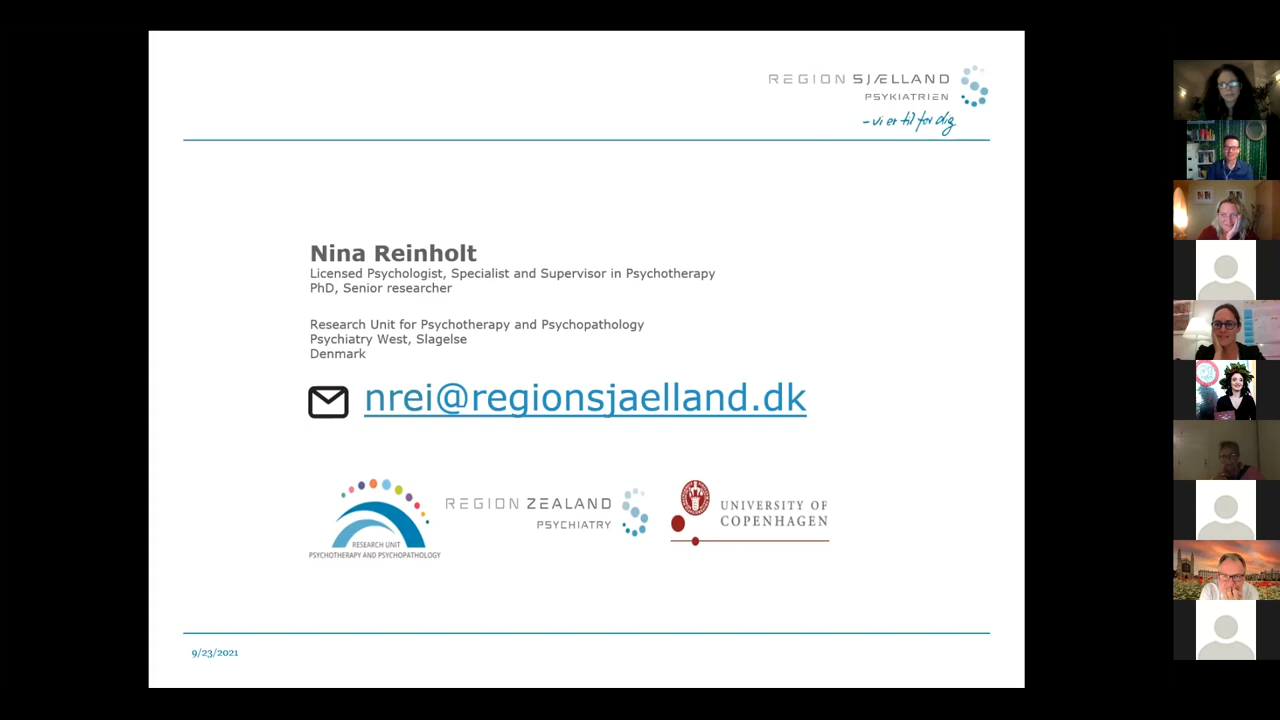 REGION SJÆLLAND
PSYKIATRIEN
- vi er til for dig
Nina Reinholt
Licensed Psychologist, Specialist and Supervisor in Psychotherapy
PhD, Senior researcher
Research Unit for Psychotherapy and Psychopathology
Psychiatry West, Slagelse
Denmark
nrei@regionsjaelland.dk
RESEARCH UNIT
PSYCHOTHERAPY AND PSYCHOPATHOLOGY
REGION ZEALAND
PSYCHIATRY
UNIVERSITY OF
COPENHAGEN
9/23/2021